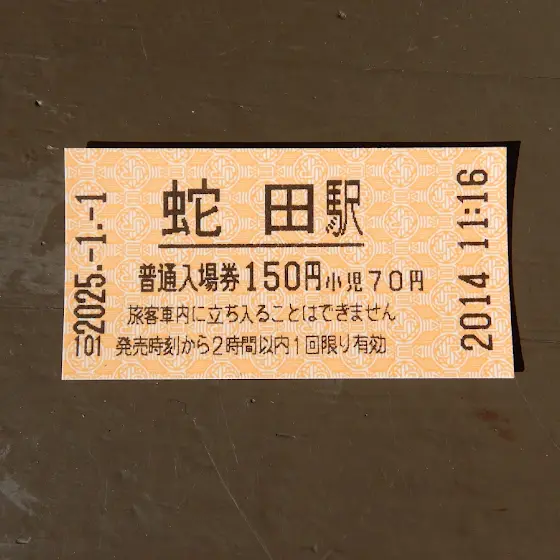 蛇田駅
普通入場券150円小児70円
旅客車内に立ち入ることはできません
発売時刻から2時間以内1回限り有効
2025.-1.-1
101
2014 11:16